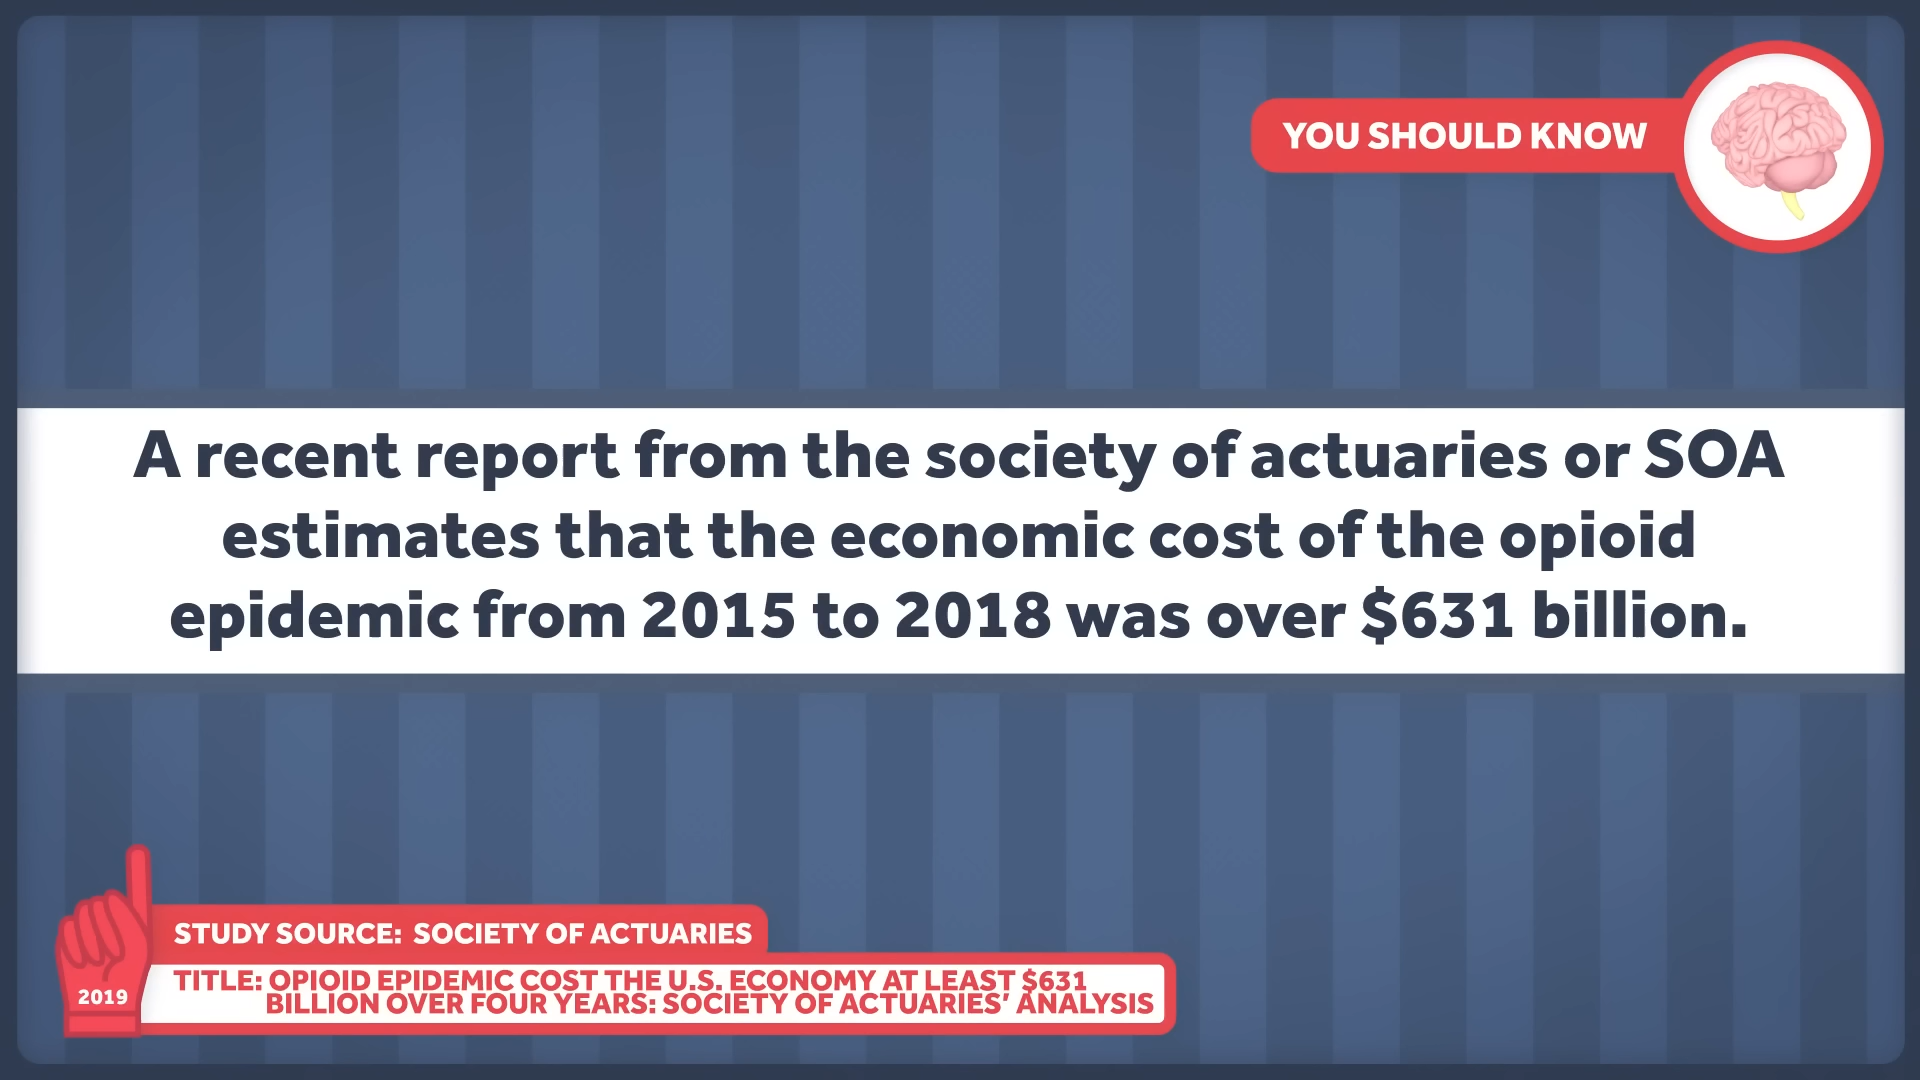 YOU SHOULD KNOW
A recent report from the society of actuaries or SOA
estimates that the economic cost of the opioid
epidemic from 2015 to 2018 was over $631 billion.
STUDY SOURCE: SOCIETY OF ACTUARIES
TITLE: OPIOID EPIDEMIC COST THE U.S. ECONOMY AT LEAST $631
BILLION OVER FOUR YEARS: SOCIETY OF ACTUARIES' ANALYSIS
2019